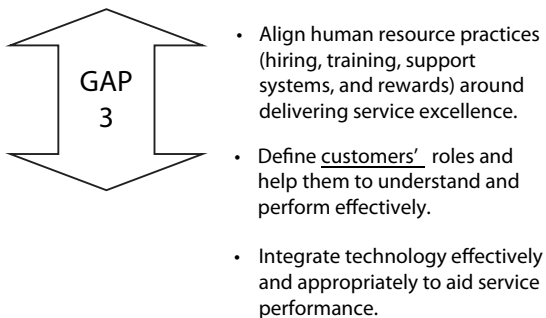 GAP
3
• Align human resource practices
(hiring, training, support
systems, and rewards) around
delivering service excellence.
• Define customers’ roles and
help them to understand and
perform effectively.
• Integrate technology effectively
and appropriately to aid service
performance.